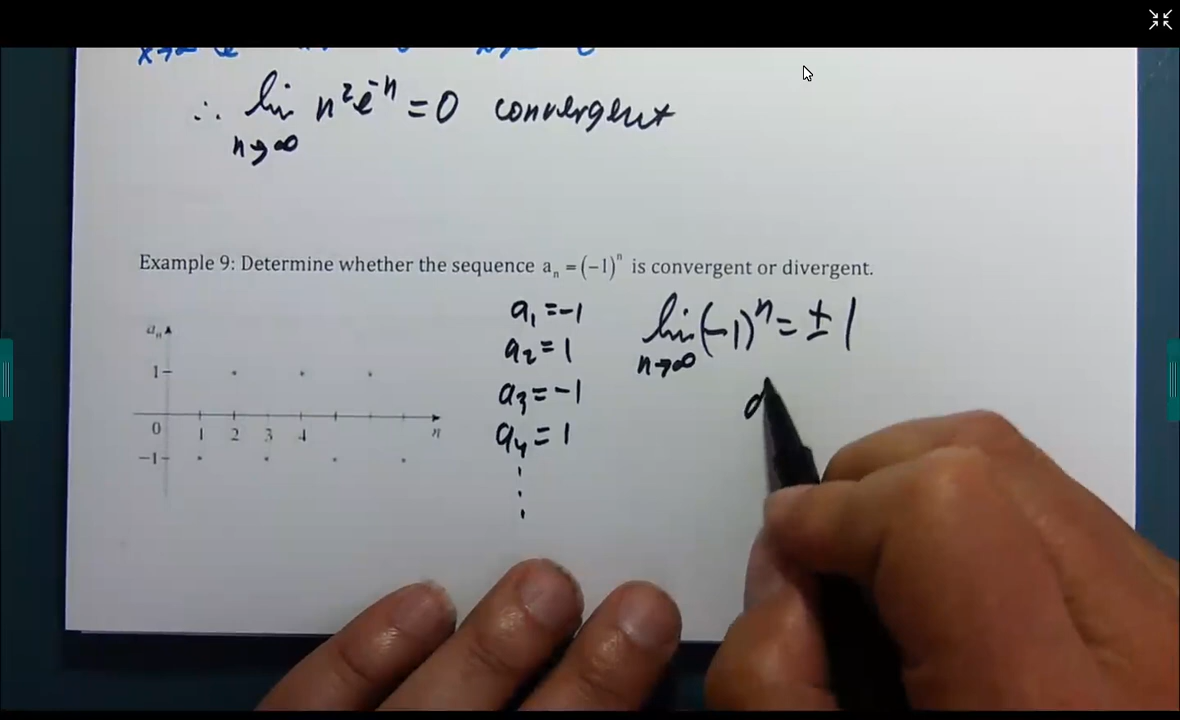 ∴ lim n²e⁻ⁿ = 0 convergent
n→∞
Example 9: Determine whether the sequence aₙ = (−1)ⁿ is convergent or divergent.
aₙ
1
0 1 2 3 4 n
−1
a₁ = −1
a₂ = 1
a₃ = −1
a₄ = 1
⋮
lim (−1)ⁿ = ± 1
n→∞
d